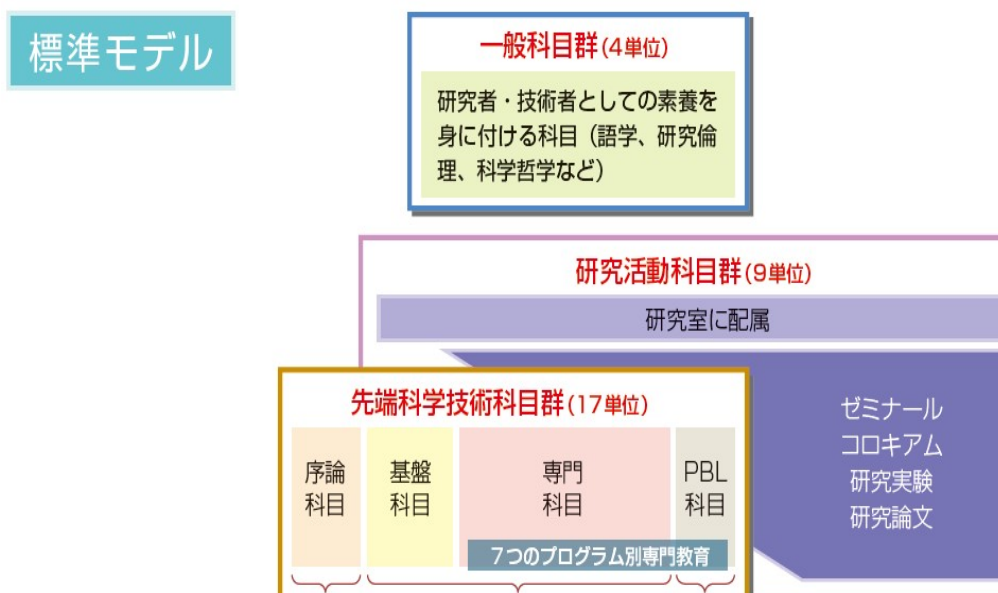 標準モデル
一般科目群(4単位)
研究者・技術者としての素養を
身に付ける科目（語学、研究倫
理、科学哲学など）
研究活動科目群(9単位)
研究室に配属
先端科学技術科目群(17単位)
序論
科目
基盤
科目
専門
科目
PBL
科目
7つのプログラム別専門教育
ゼミナール
コロキアム
研究実験
研究論文